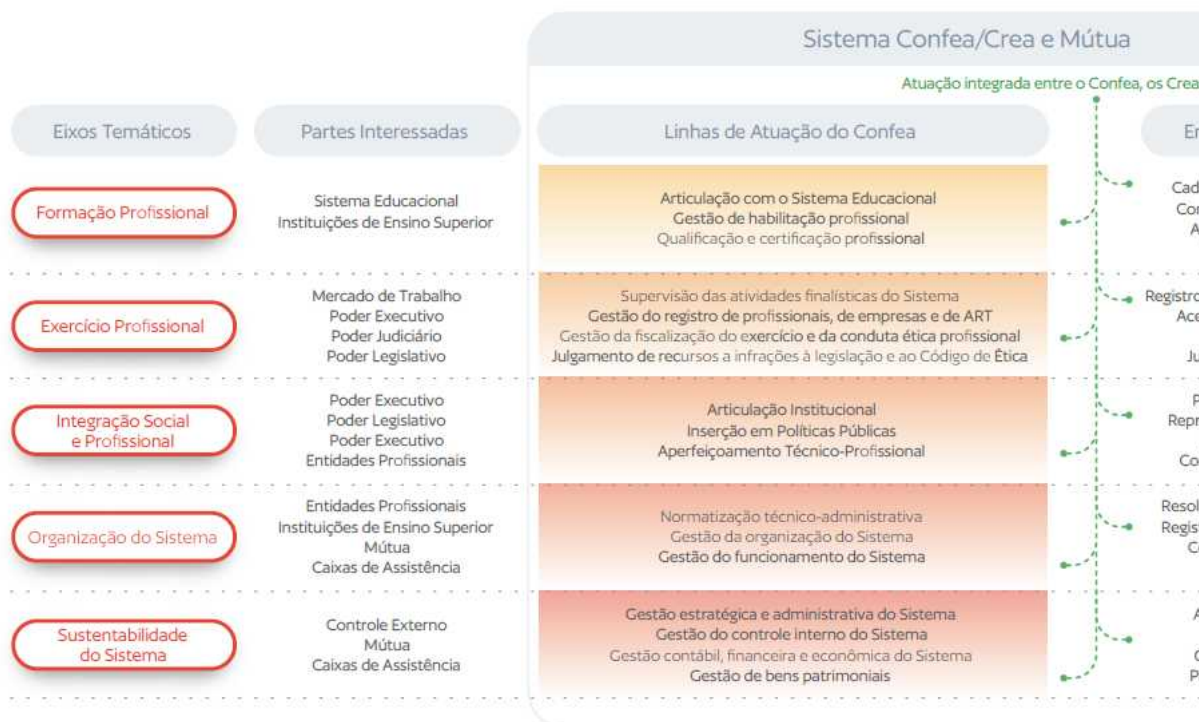 Sistema Confea/Crea e Mútua
Atuação integrada entre o Confea, os Crea
Eixos Temáticos
Partes Interessadas
Linhas de Atuação do Confea
Formação Profissional
Sistema Educacional
Instituições de Ensino Superior
Articulação com o Sistema Educacional
Gestão de habilitação profissional
Qualificação e certificação profissional
Exercício Profissional
Mercado de Trabalho
Poder Executivo
Poder Judiciário
Poder Legislativo
Supervisão das atividades finalísticas do Sistema
Gestão do registro de profissionais, de empresas e de ART
Gestão da fiscalização do exercício e da conduta ética profissional
Julgamento de recursos a infrações à legislação e ao Código de Ética
Registro
Integração Social
e Profissional
Poder Executivo
Poder Legislativo
Poder Executivo
Entidades Profissionais
Articulação Institucional
Inserção em Políticas Públicas
Aperfeiçoamento Técnico-Profissional
Organização do Sistema
Entidades Profissionais
Instituições de Ensino Superior
Mútua
Caixas de Assistência
Normatização técnico-administrativa
Gestão da organização do Sistema
Gestão do funcionamento do Sistema
Sustentabilidade
do Sistema
Controle Externo
Mútua
Caixas de Assistência
Gestão estratégica e administrativa do Sistema
Gestão do controle interno do Sistema
Gestão contábil, financeira e econômica do Sistema
Gestão de bens patrimoniais